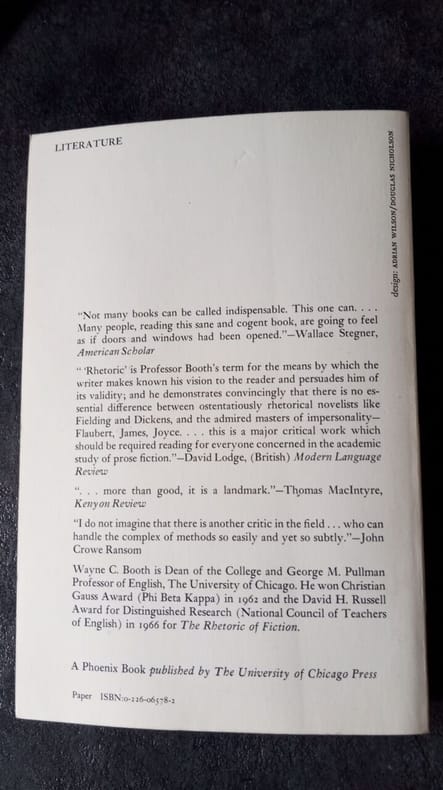 LITERATURE
design: ADRIAN WILSON/DOUGLAS NICHOLSON
"Not many books can be called indispensable. This one can. . . .
Many people, reading this sane and cogent book, are going to feel
as if doors and windows had been opened."—Wallace Stegner,
American Scholar
" 'Rhetoric' is Professor Booth's term for the means by which the
writer makes known his vision to the reader and persuades him of
its validity; and he demonstrates convincingly that there is no es-
sential difference between ostentatiously rhetorical novelists like
Fielding and Dickens, and the admired masters of impersonality—
Flaubert, James, Joyce. . . . this is a major critical work which
should be required reading for everyone concerned in the academic
study of prose fiction."—David Lodge, (British) Modern Language
Review
". . . more than good, it is a landmark."—Thomas MacIntyre,
Kenyon Review
"I do not imagine that there is another critic in the field . . . who can
handle the complex of methods so easily and yet so subtly."—John
Crowe Ransom
Wayne C. Booth is Dean of the College and George M. Pullman
Professor of English, The University of Chicago. He won Christian
Gauss Award (Phi Beta Kappa) in 1962 and the David H. Russell
Award for Distinguished Research (National Council of Teachers
of English) in 1966 for The Rhetoric of Fiction.
A Phoenix Book published by The University of Chicago Press
Paper ISBN:0-226-06578-2